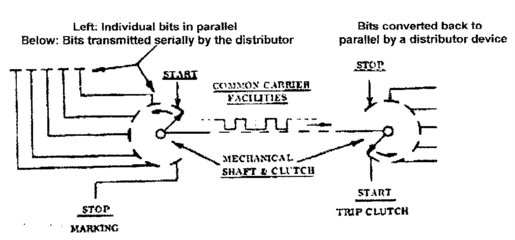 Left: Individual bits in parallel
Below: Bits transmitted serially by the distributor
Bits converted back to
parallel by a distributor device
START
COMMON CARRIER
FACILITIES
STOP
MECHANICAL
SHAFT & CLUTCH
STOP
MARKING
START
TRIP CLUTCH